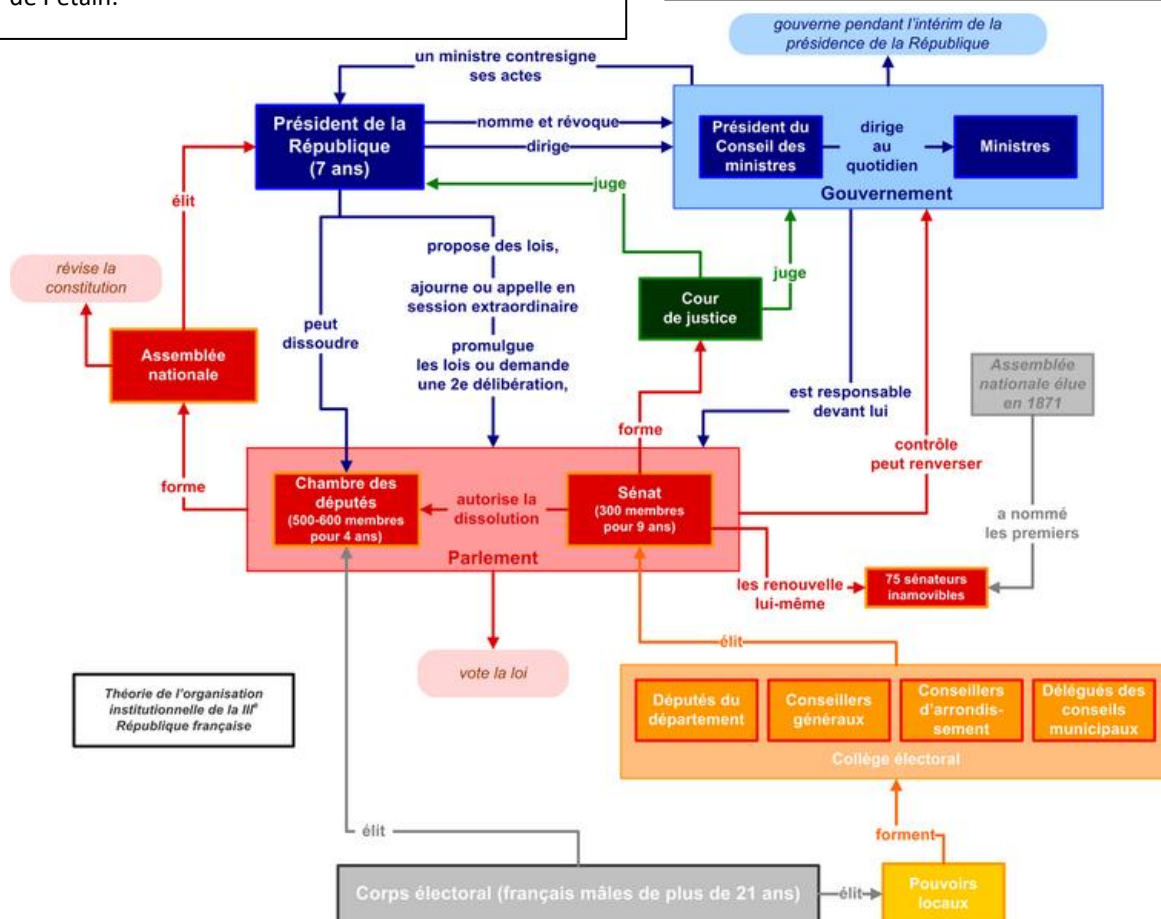 de l'étain.
gouverne pendant l'intérim de la
présidence de la République
un ministre contresigne
ses actes
Président de la
République
(7 ans)
nomme et révoque
dirige
Président du
Conseil des
ministres
dirige
au
quotidien
Ministres
Gouvernement
juge
élit
révise la
constitution
propose des lois,
ajourne ou appelle en
session extraordinaire
promulgue
les lois ou demande
une 2e délibération,
peut
dissoudre
Cour
de justice
juge
Assemblée
nationale
Assemblée
nationale élue
en 1871
est responsable
devant lui
forme
contrôle
peut renverser
forme
Chambre des
députés
(500-600 membres
pour 4 ans)
autorise la
dissolution
Sénat
(300 membres
pour 9 ans)
Parlement
a nommé
les premiers
les renouvelle
lui-même
75 sénateurs
inamovibles
élit
vote la loi
Théorie de l'organisation
institutionnelle de la IIIe
République française
Députés du
département
Conseillers
généraux
Conseillers
d'arrondis-
sement
Délégués des
conseils
municipaux
Collège électoral
élit
forment
Corps électoral (français mâles de plus de 21 ans)
élit
Pouvoirs
locaux